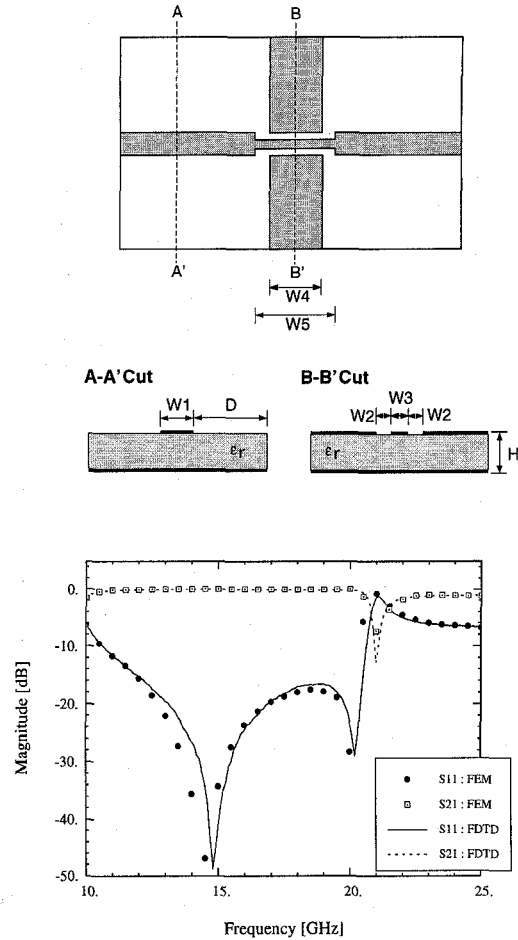 A
B
A'
B'
W4
W5
A-A'Cut
B-B'Cut
W1
D
W3
W2
W2
εr
εr
H
0.
-10.
-20.
-30.
-40.
-50.
Magnitude [dB]
S11 : FEM
S21 : FEM
S11 : FDTD
S21 : FDTD
10.
15.
20.
25.
Frequency [GHz]